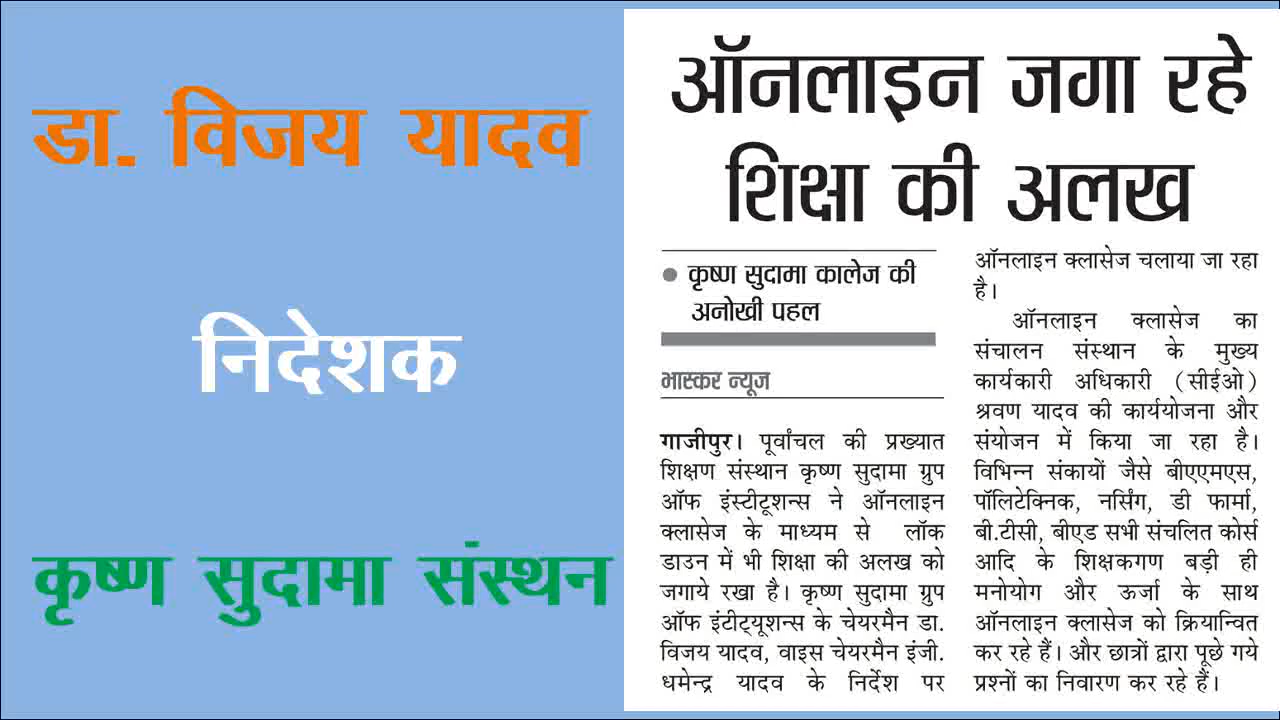 डा. विजय यादव
निदेशक
कृष्ण सुदामा संस्थन
ऑनलाइन जगा रहे
शिक्षा की अलख
● कृष्ण सुदामा कालेज की
अनोखी पहल
भास्कर न्यूज
गाजीपुर। पूर्वांचल की प्रख्यात
शिक्षण संस्थान कृष्ण सुदामा ग्रुप
ऑफ इंस्टीटूशन्स ने ऑनलाइन
क्लासेज के माध्यम से लॉक
डाउन में भी शिक्षा की अलख को
जगाये रखा है। कृष्ण सुदामा ग्रुप
ऑफ इंटीट्यूशन्स के चेयरमैन डा.
विजय यादव, वाइस चेयरमैन इंजी.
धमेन्द्र यादव के निर्देश पर
ऑनलाइन क्लासेज चलाया जा रहा
है।
ऑनलाइन क्लासेज का
संचालन संस्थान के मुख्य
कार्यकारी अधिकारी (सीईओ)
श्रवण यादव की कार्ययोजना और
संयोजन में किया जा रहा है।
विभिन्न संकायों जैसे बीएएमएस,
पॉलिटेक्निक, नर्सिंग, डी फार्मा,
बी.टीसी, बीएड सभी संचलित कोर्स
आदि के शिक्षकगण बड़ी ही
मनोयोग और ऊर्जा के साथ
ऑनलाइन क्लासेज को क्रियान्वित
कर रहे हैं। और छात्रों द्वारा पूछे गये
प्रश्नों का निवारण कर रहे हैं।